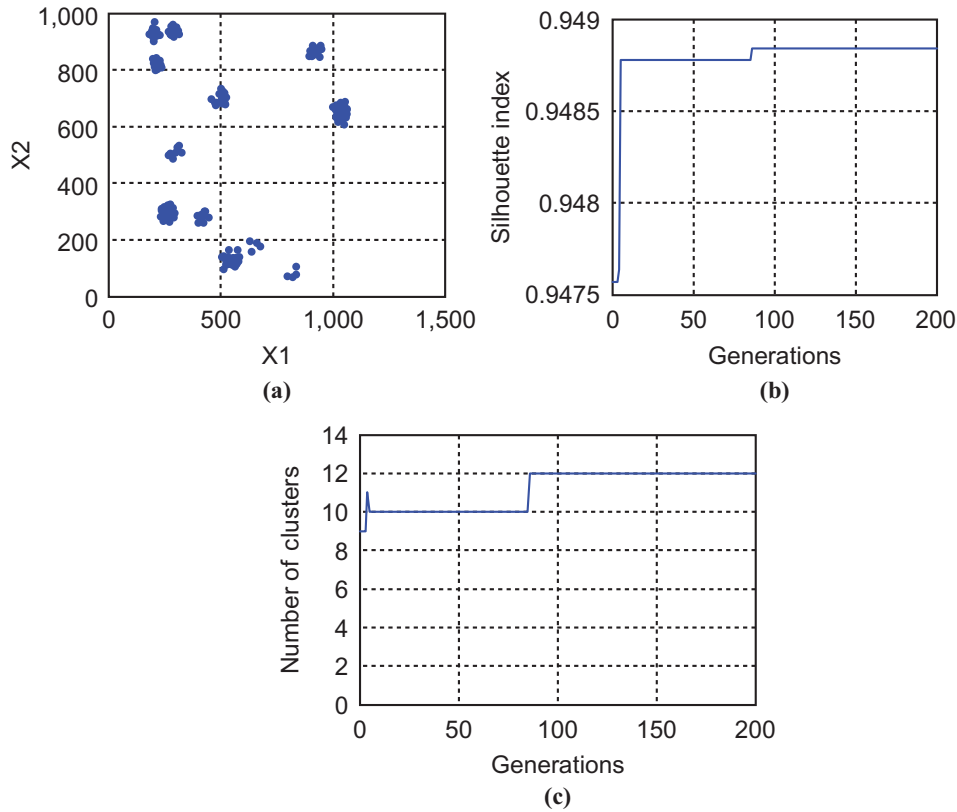 1,000
800
600
400
200
0
X2
0 500 1,000 1,500
X1
(a)
0.949
0.9485
0.948
0.9475
Silhouette index
0 50 100 150 200
Generations
(b)
14
12
10
8
6
4
2
0
Number of clusters
0 50 100 150 200
Generations
(c)